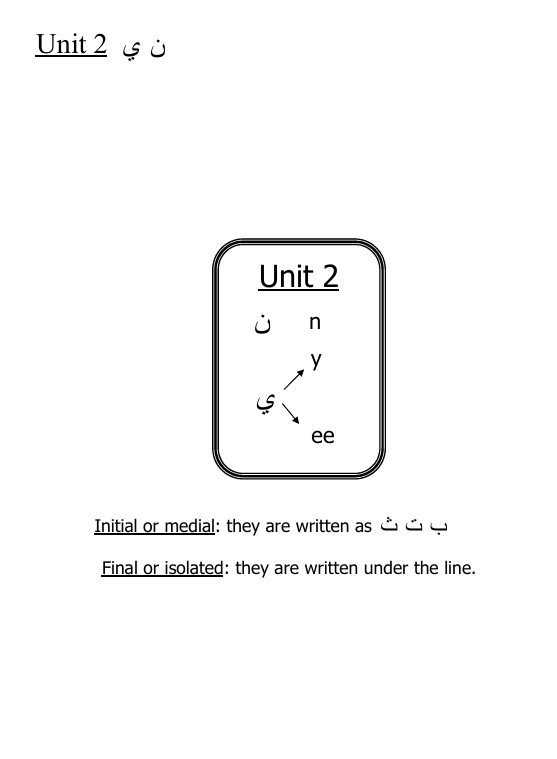 Unit 2 ن ي
Unit 2
ن n
y
ي
ee
Initial or medial: they are written as ب ت ث
Final or isolated: they are written under the line.